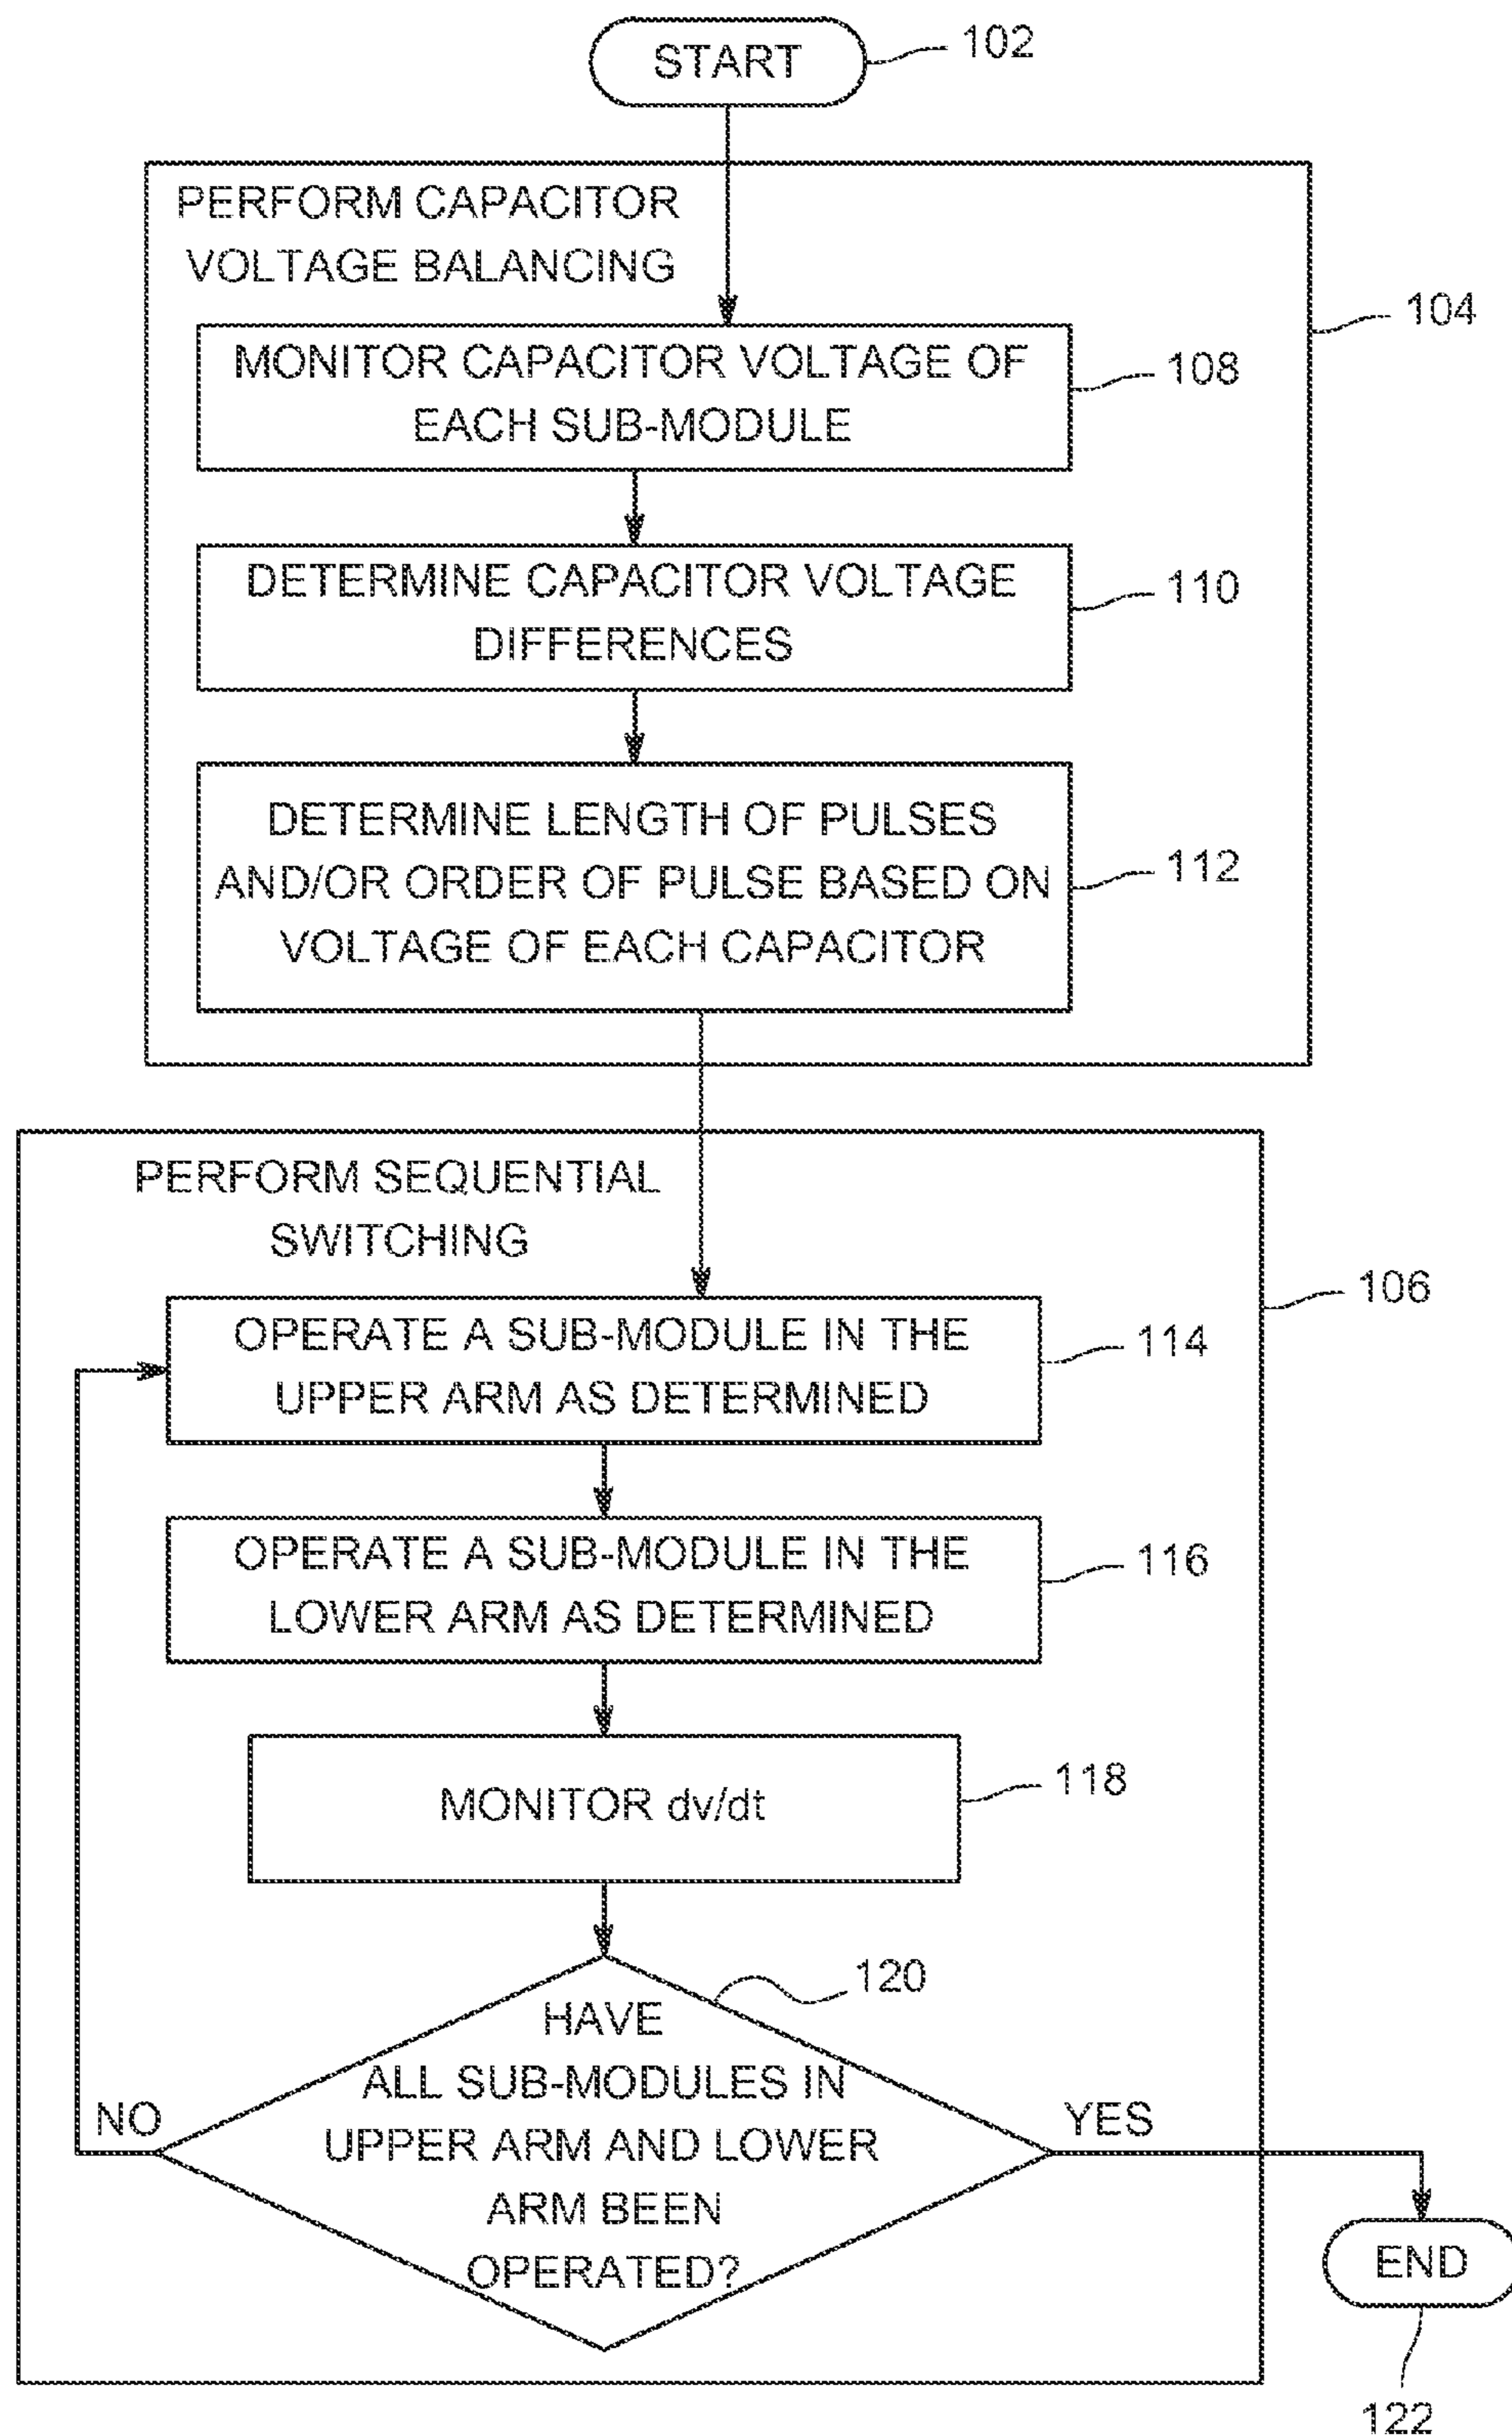 START
102
PERFORM CAPACITOR
VOLTAGE BALANCING
104
MONITOR CAPACITOR VOLTAGE OF
EACH SUB-MODULE
108
DETERMINE CAPACITOR VOLTAGE
DIFFERENCES
110
DETERMINE LENGTH OF PULSES
AND/OR ORDER OF PULSE BASED ON
VOLTAGE OF EACH CAPACITOR
112
PERFORM SEQUENTIAL
SWITCHING
106
OPERATE A SUB-MODULE IN THE
UPPER ARM AS DETERMINED
114
OPERATE A SUB-MODULE IN THE
LOWER ARM AS DETERMINED
116
MONITOR dv/dt
118
120
HAVE
ALL SUB-MODULES IN
UPPER ARM AND LOWER
ARM BEEN
OPERATED?
NO
YES
END
122